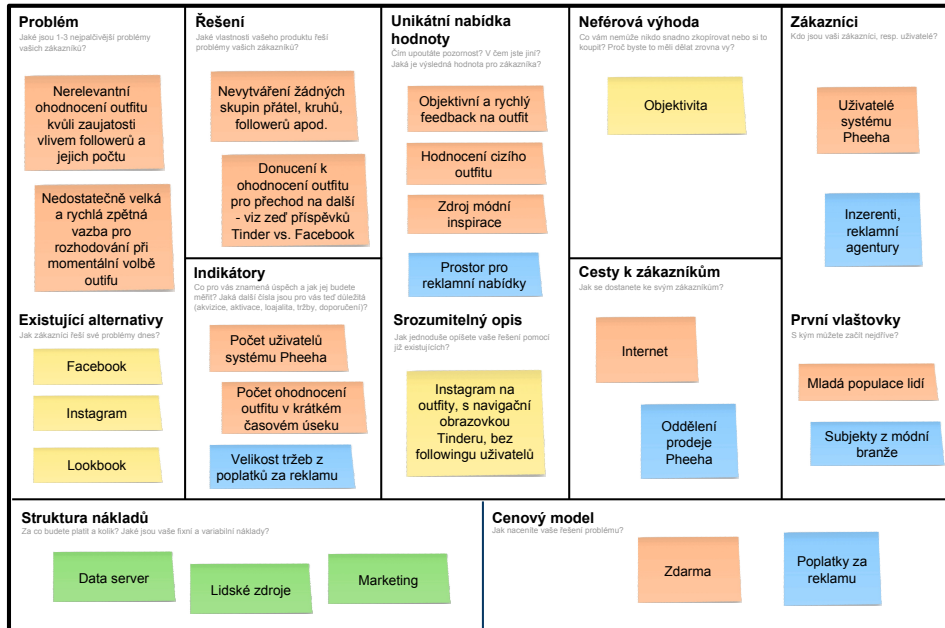 Problém
Jaké jsou 1-3 nejpalčivější problémy
vašich zákazníků?
Nerelevantní
ohodnocení outfitu
kvůli zaujatosti
vlivem followerů a
jejich počtu
Nedostatečně velká
a rychlá zpětná
vazba pro
rozhodování při
momentální volbě
outifu
Existující alternativy
Jak zákazníci řeší své problémy dnes?
Facebook
Instagram
Lookbook
Řešení
Jaké vlastnosti vašeho produktu řeší
problémy vašich zákazníků?
Nevytváření žádných
skupin přátel, kruhů,
followerů apod.
Donucení k
ohodnocení outfitu
pro přechod na další
- viz zeď příspěvků
Tinder vs. Facebook
Indikátory
Co pro vás znamená úspěch a jak jej budete
měřit? Jaká další čísla jsou pro vás teď důležitá
(akvizice, aktivace, loajalita, tržby, doporučení)?
Počet uživatelů
systému Pheeha
Počet ohodnocení
outfitu v krátkém
časovém úseku
Velikost tržeb z
poplatků za reklamu
Unikátní nabídka
hodnoty
Čím upoutáte pozornost? V čem jste jiní?
Jaká je výsledná hodnota pro zákazníka?
Objektivní a rychlý
feedback na outfit
Hodnocení cizího
outfitu
Zdroj módní
inspirace
Prostor pro
reklamní nabídky
Srozumitelný opis
Jak jednoduše opíšete vaše řešení pomocí
již existujících?
Instagram na
outfity, s navigační
obrazovkou
Tinderu, bez
followingu uživatelů
Neférová výhoda
Co vám nemůže nikdo snadno zkopírovat nebo si to
koupit? Proč byste to měli dělat zrovna vy?
Objektivita
Cesty k zákazníkům
Jak se dostanete ke svým zákazníkům?
Internet
Oddělení
prodeje
Pheeha
Zákazníci
Kdo jsou vaši zákazníci, resp. uživatelé?
Uživatelé
systému
Pheeha
Inzerenti,
reklamní
agentury
První vlaštovky
S kým můžete začít nejdříve?
Mladá populace lidí
Subjekty z módní
branže
Struktura nákladů
Za co budete platit a kolik? Jaké jsou vaše fixní a variabilní náklady?
Data server
Lidské zdroje
Marketing
Cenový model
Jak naceníte vaše řešení problému?
Zdarma
Poplatky za
reklamu